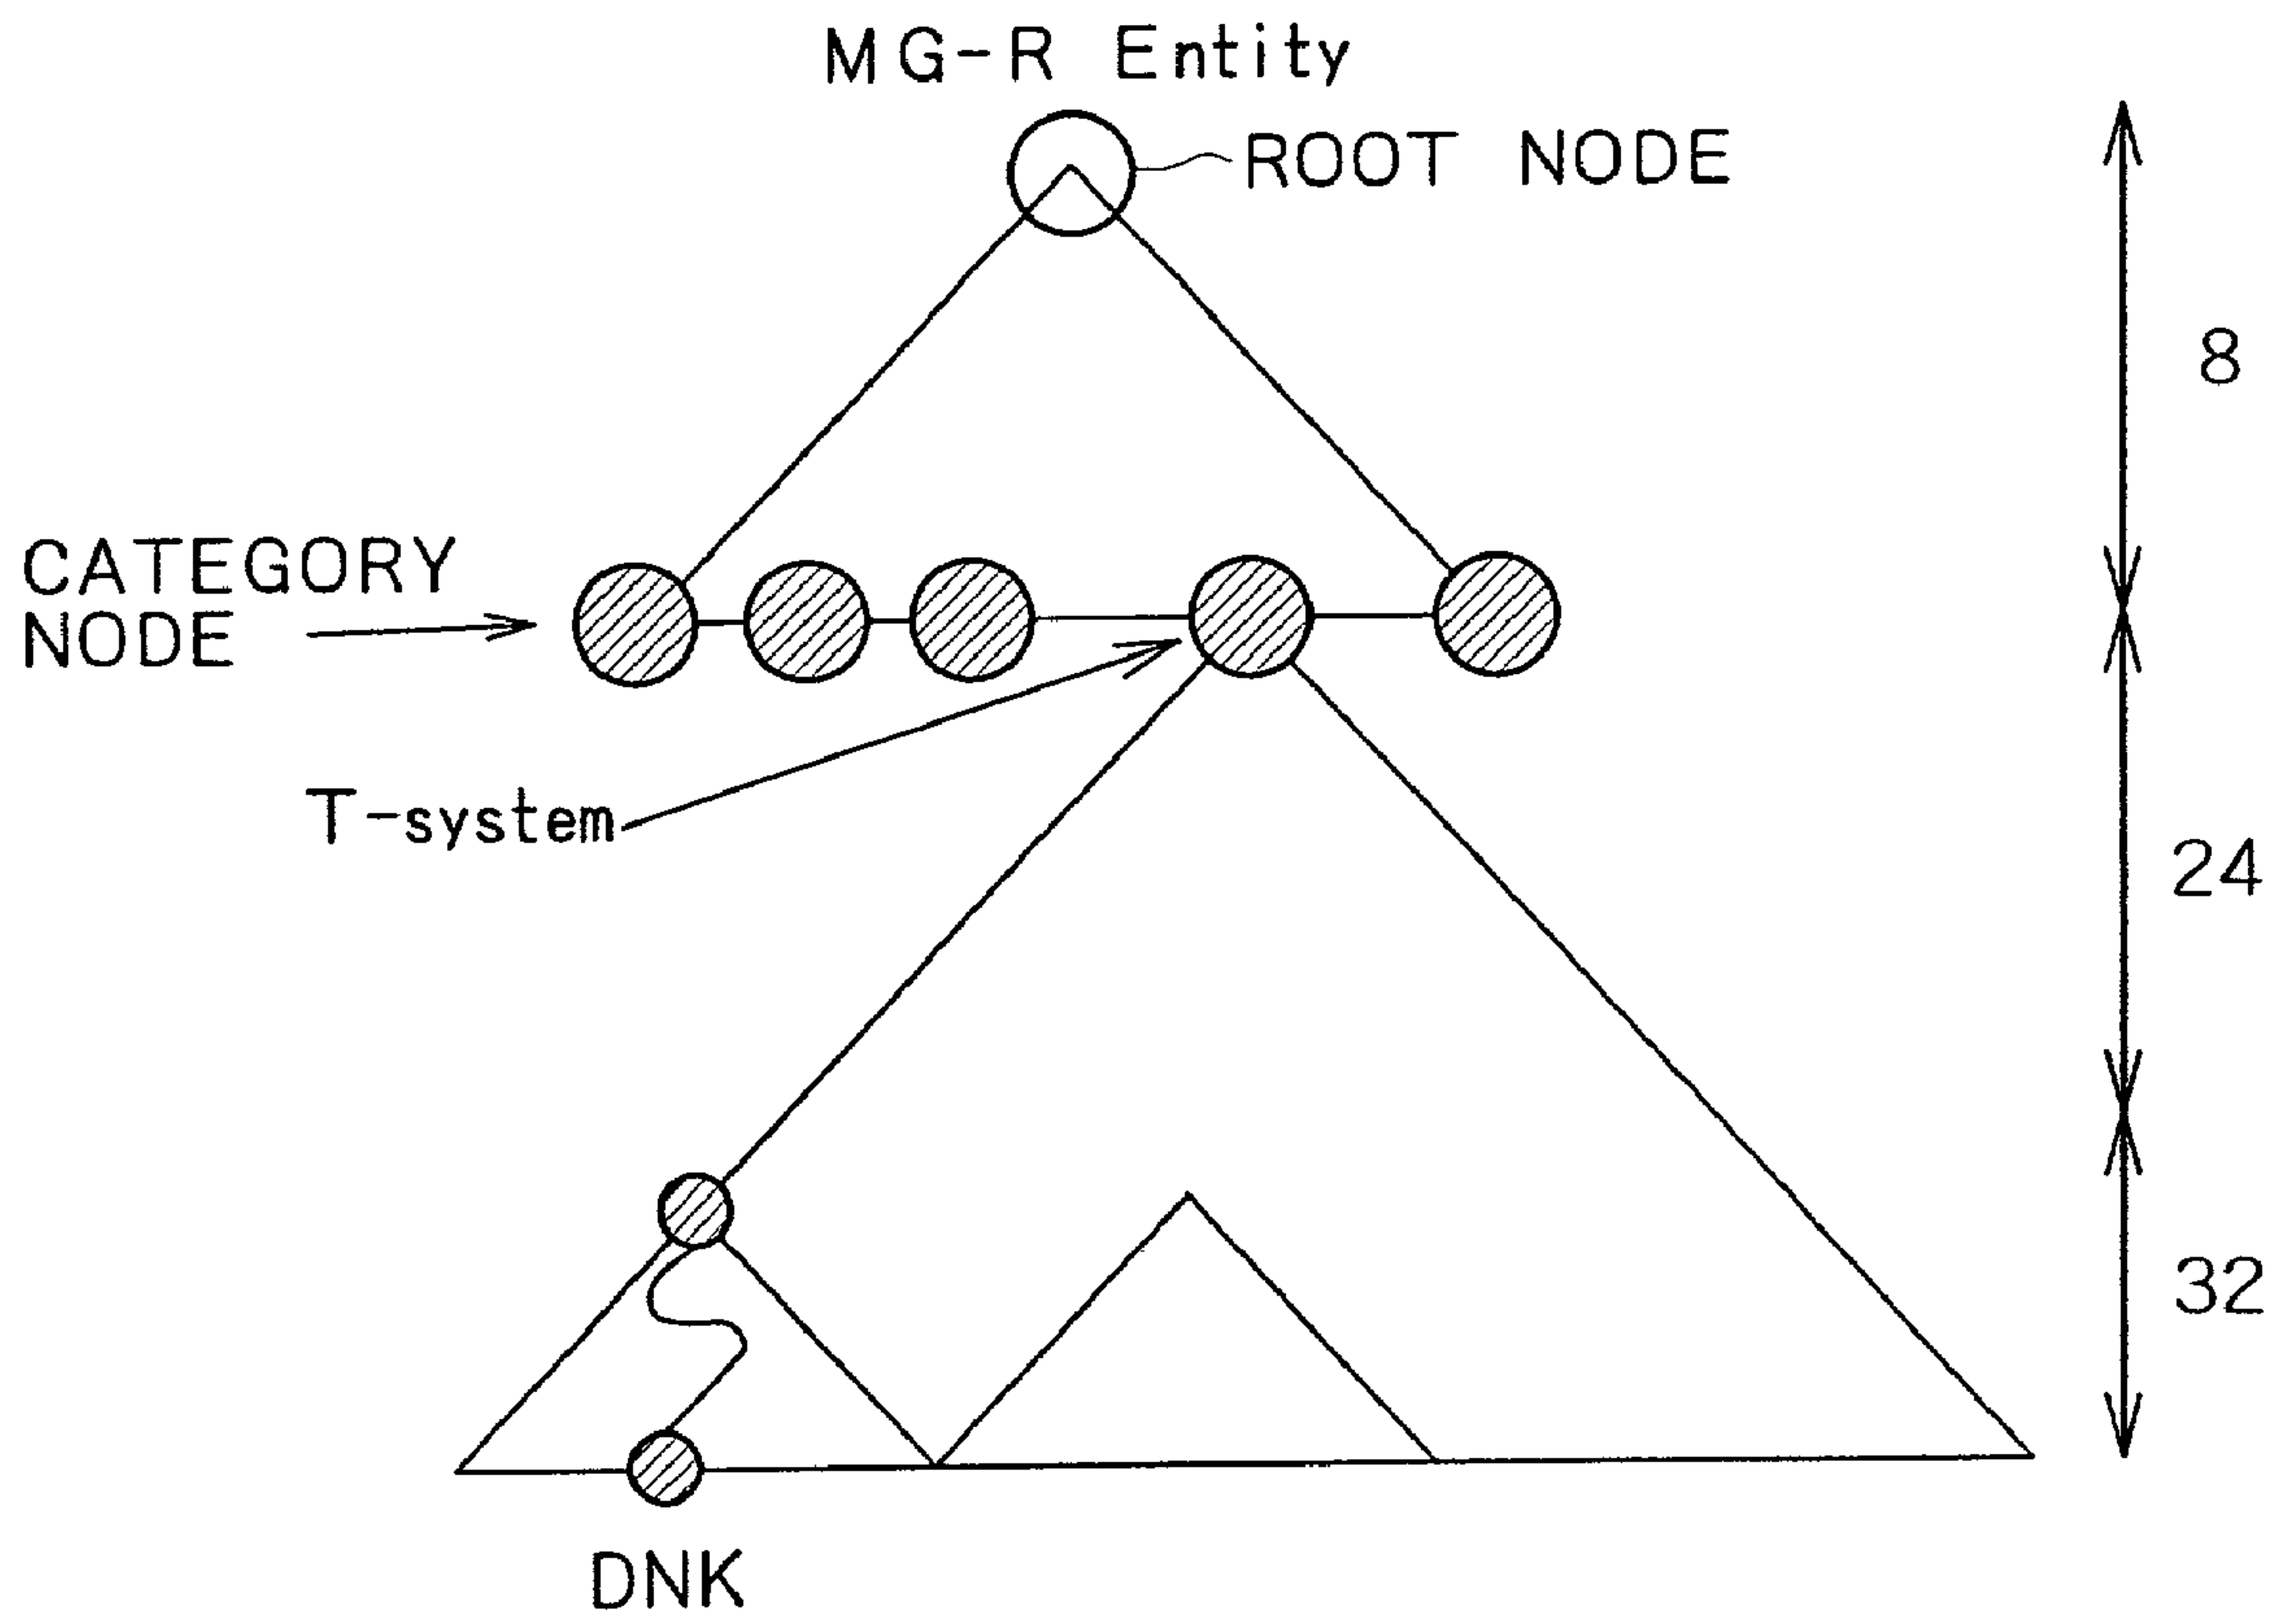 MG-R Entity
ROOT NODE
8
CATEGORY
NODE
T-system
24
32
DNK